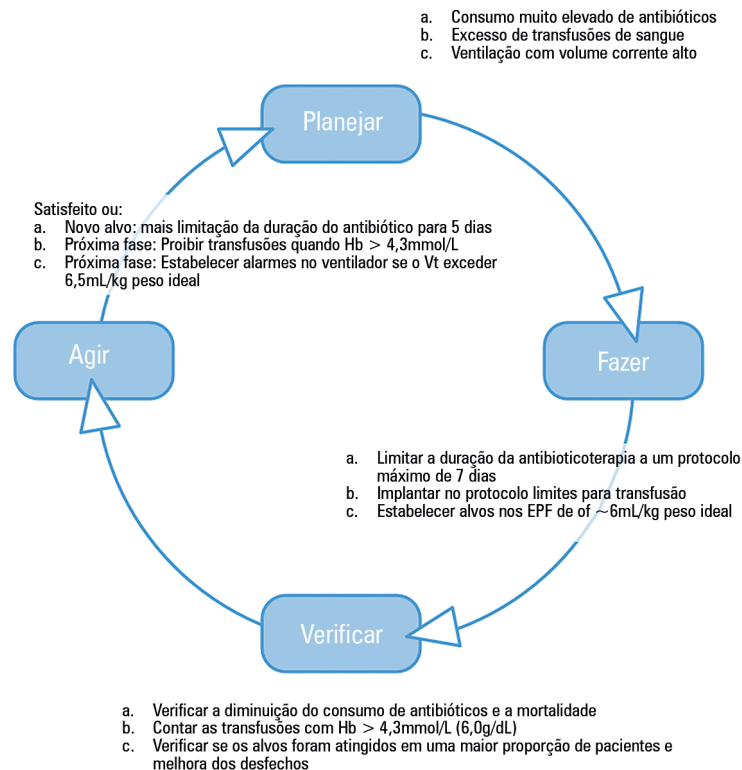 a. Consumo muito elevado de antibióticos
b. Excesso de transfusões de sangue
c. Ventilação com volume corrente alto
Planejar
Satisfeito ou:
a. Novo alvo: mais limitação da duração do antibiótico para 5 dias
b. Próxima fase: Proibir transfusões quando Hb > 4,3mmol/L
c. Próxima fase: Estabelecer alarmes no ventilador se o Vt exceder
6,5mL/kg peso ideal
Agir
Fazer
a. Limitar a duração da antibioticoterapia a um protocolo
máximo de 7 dias
b. Implantar no protocolo limites para transfusão
c. Estabelecer alvos nos EPF de of ~6mL/kg peso ideal
Verificar
a. Verificar a diminuição do consumo de antibióticos e a mortalidade
b. Contar as transfusões com Hb > 4,3mmol/L (6,0g/dL)
c. Verificar se os alvos foram atingidos em uma maior proporção de pacientes e
melhora dos desfechos